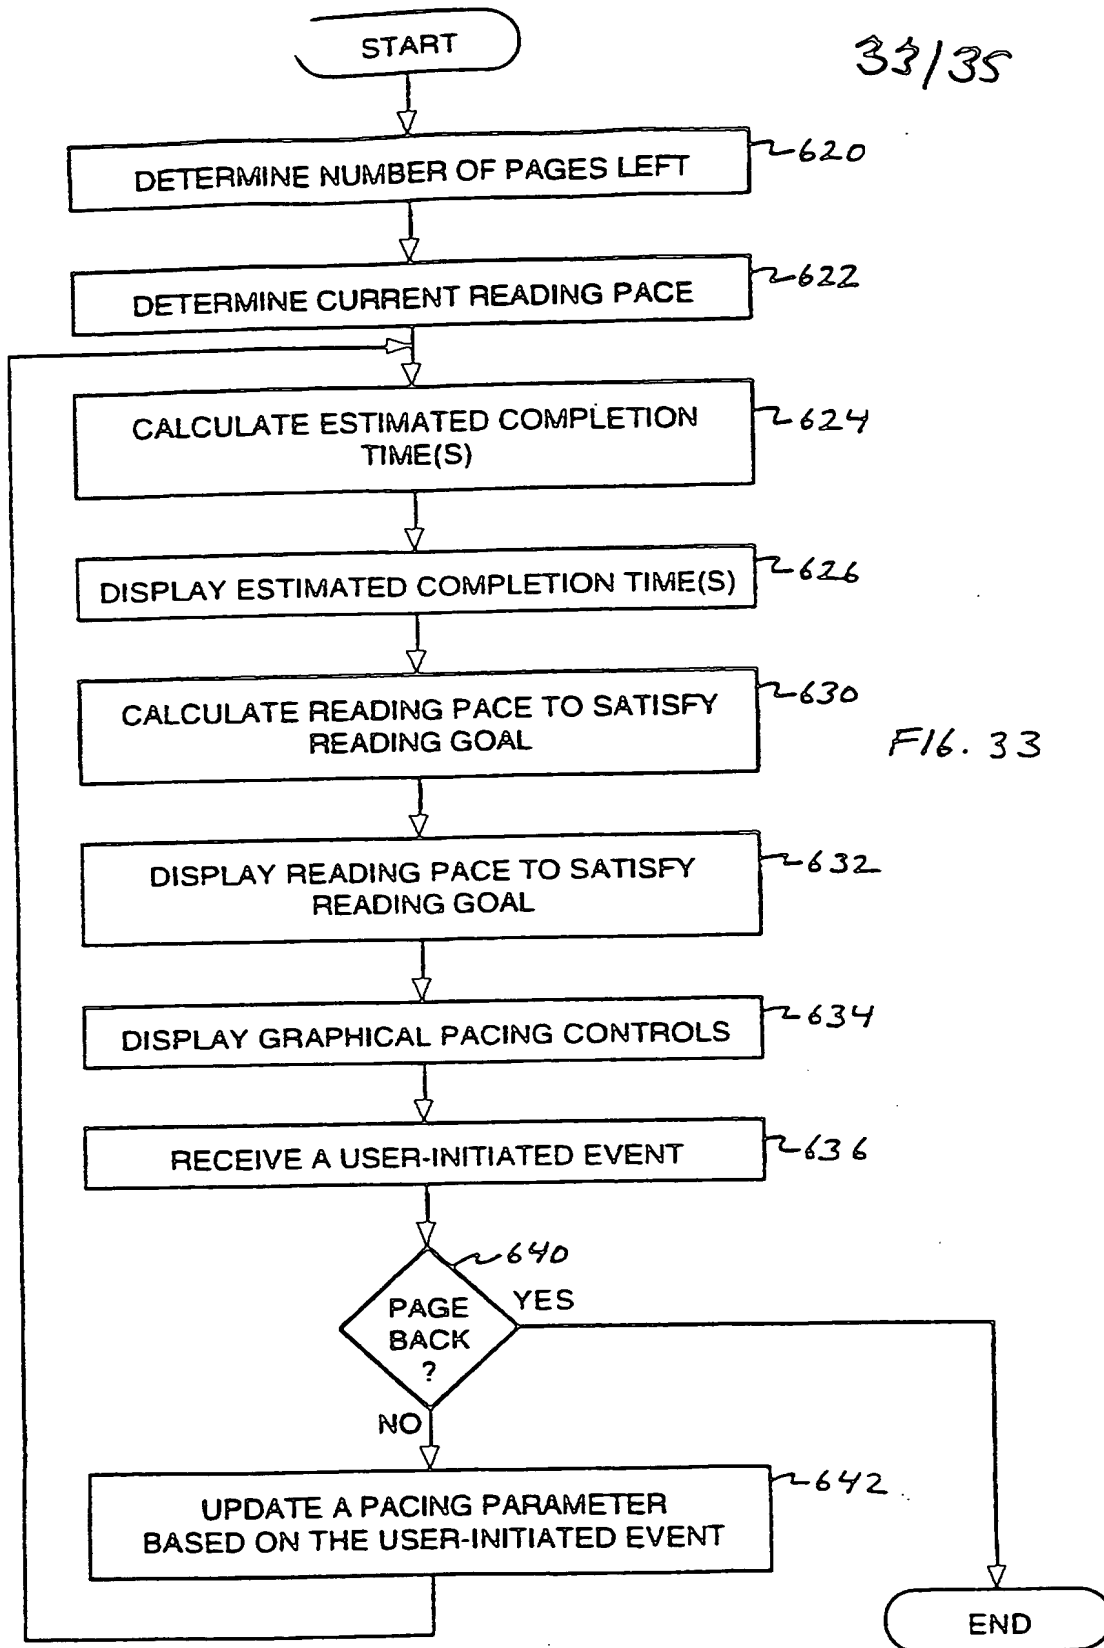 START
33/35
DETERMINE NUMBER OF PAGES LEFT
620
DETERMINE CURRENT READING PACE
622
CALCULATE ESTIMATED COMPLETION
TIME(S)
624
DISPLAY ESTIMATED COMPLETION TIME(S)
626
CALCULATE READING PACE TO SATISFY
READING GOAL
630
FIG. 33
DISPLAY READING PACE TO SATISFY
READING GOAL
632
DISPLAY GRAPHICAL PACING CONTROLS
634
RECEIVE A USER-INITIATED EVENT
636
640
PAGE
BACK
?
YES
NO
UPDATE A PACING PARAMETER
BASED ON THE USER-INITIATED EVENT
642
END